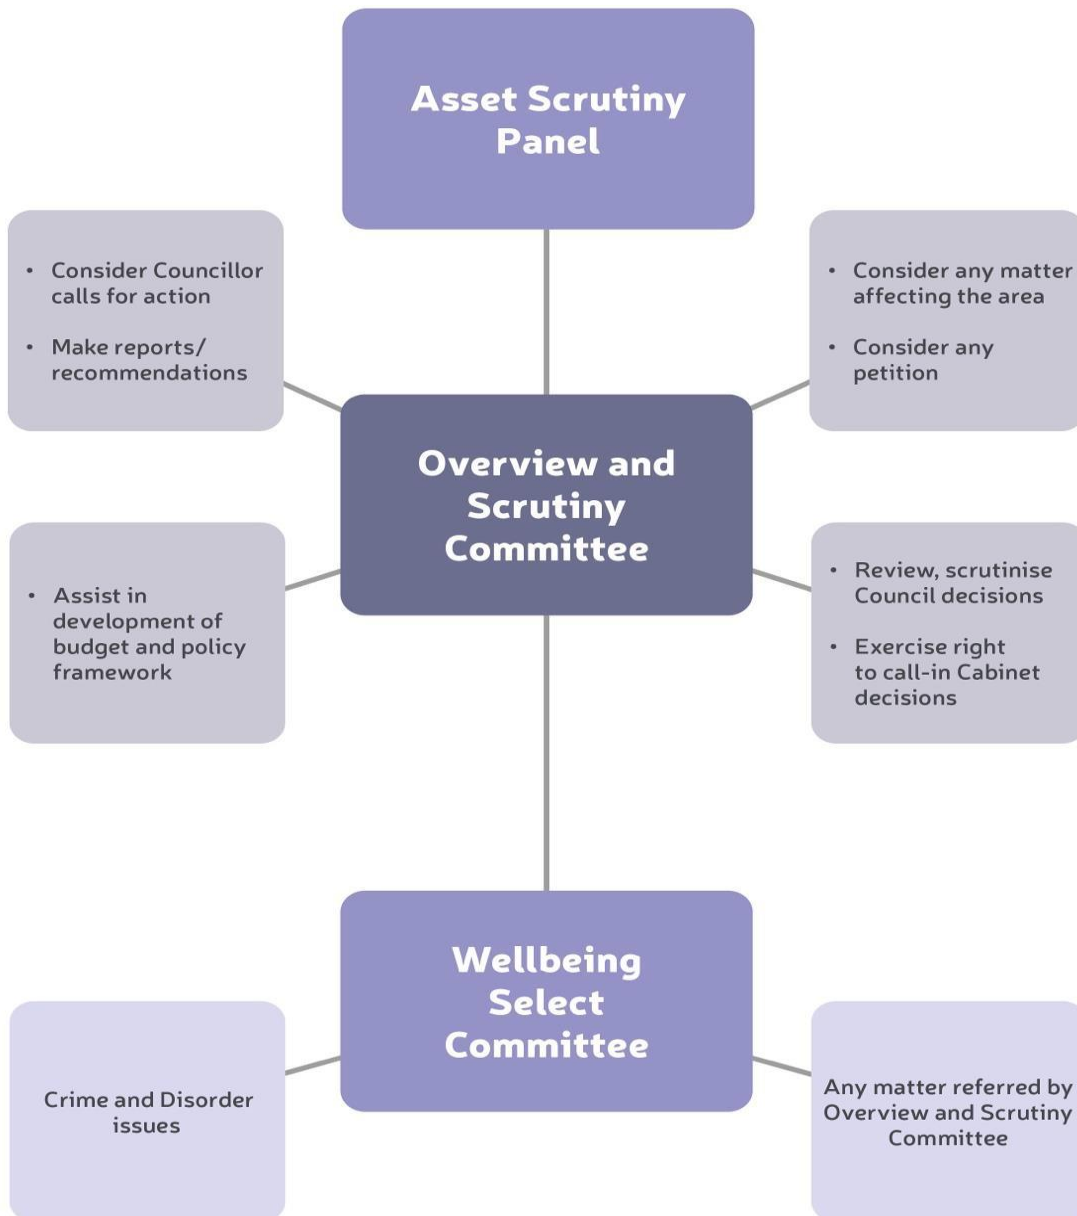 Asset Scrutiny
Panel
• Consider Councillor
calls for action
• Make reports/
recommendations
• Consider any matter
affecting the area
• Consider any
petition
Overview and
Scrutiny
Committee
• Assist in
development of
budget and policy
framework
• Review, scrutinise
Council decisions
• Exercise right
to call-in Cabinet
decisions
Wellbeing
Select
Committee
Crime and Disorder
issues
Any matter referred by
Overview and Scrutiny
Committee